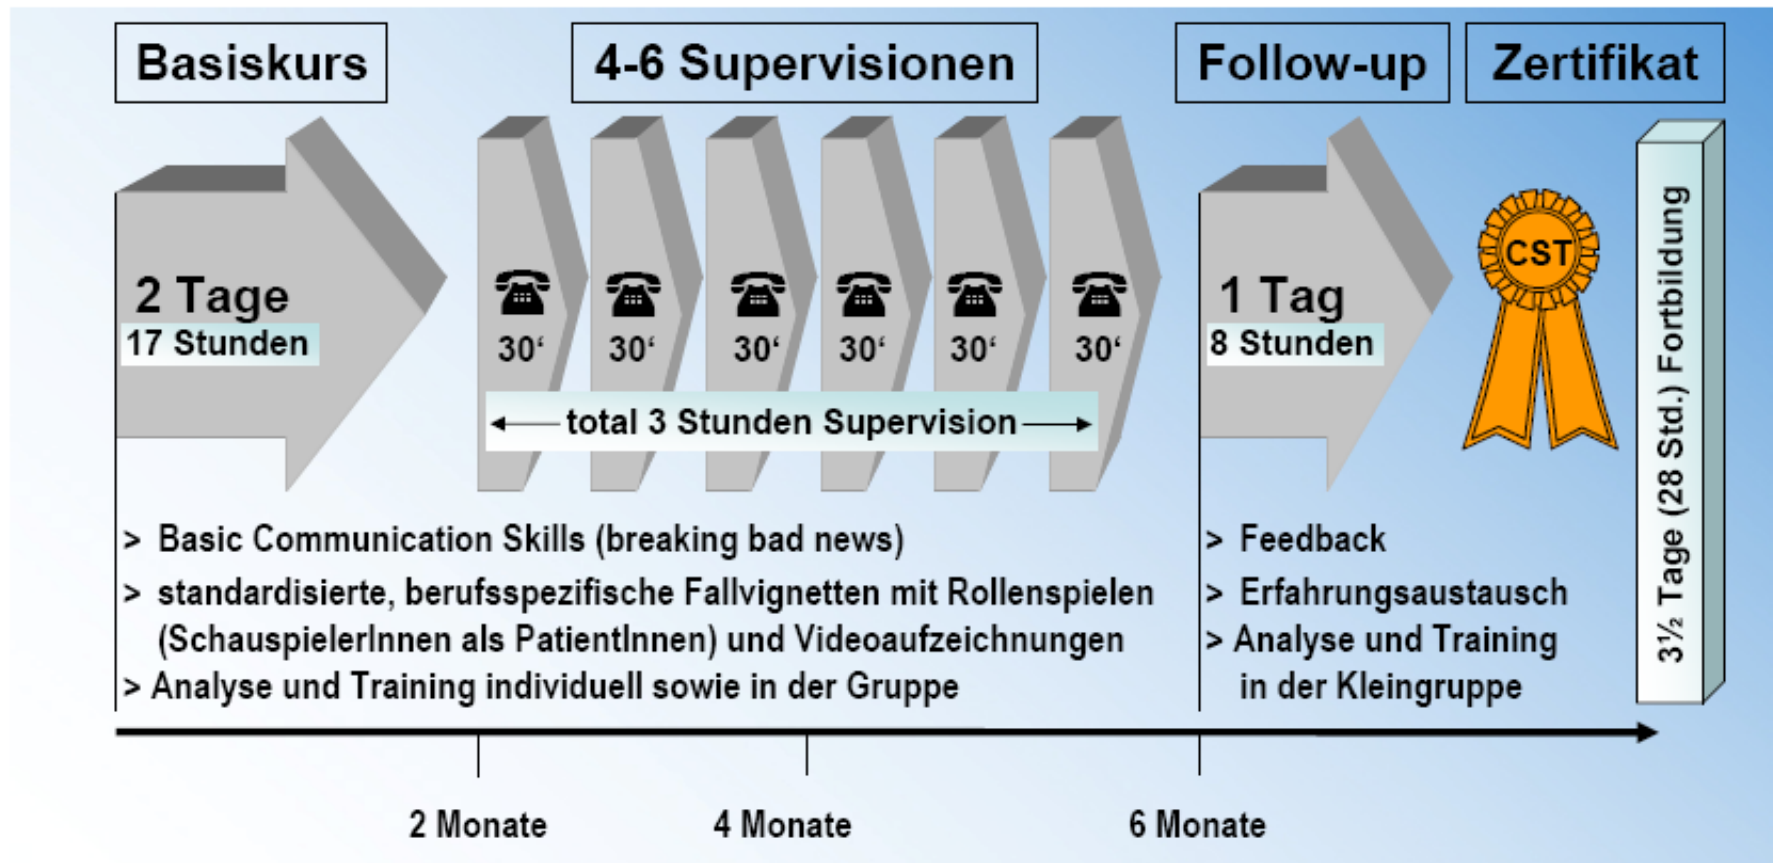 Basiskurs
4-6 Supervisionen
Follow-up
Zertifikat
2 Tage
17 Stunden
30‘
30‘
30‘
30‘
30‘
30‘
total 3 Stunden Supervision
1 Tag
8 Stunden
CST
3½ Tage (28 Std.) Fortbildung
> Basic Communication Skills (breaking bad news)
> standardisierte, berufsspezifische Fallvignetten mit Rollenspielen
(SchauspielerInnen als PatientInnen) und Videoaufzeichnungen
> Analyse und Training individuell sowie in der Gruppe
> Feedback
> Erfahrungsaustausch
> Analyse und Training
in der Kleingruppe
2 Monate
4 Monate
6 Monate